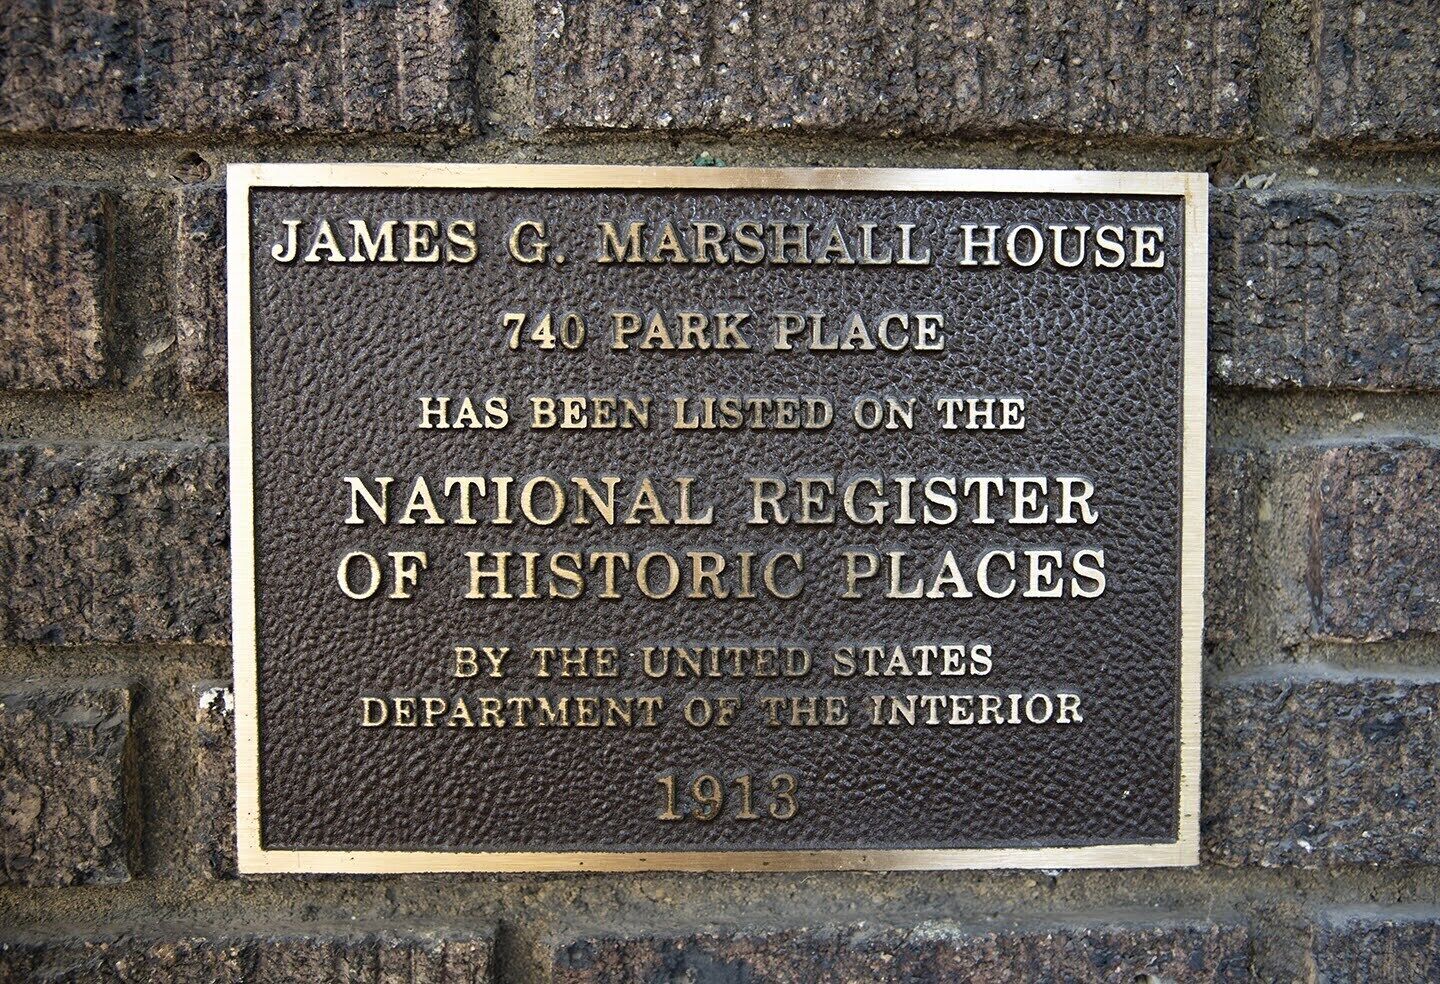 JAMES G. MARSHALL HOUSE
740 PARK PLACE
HAS BEEN LISTED ON THE
NATIONAL REGISTER
OF HISTORIC PLACES
BY THE UNITED STATES
DEPARTMENT OF THE INTERIOR
1913